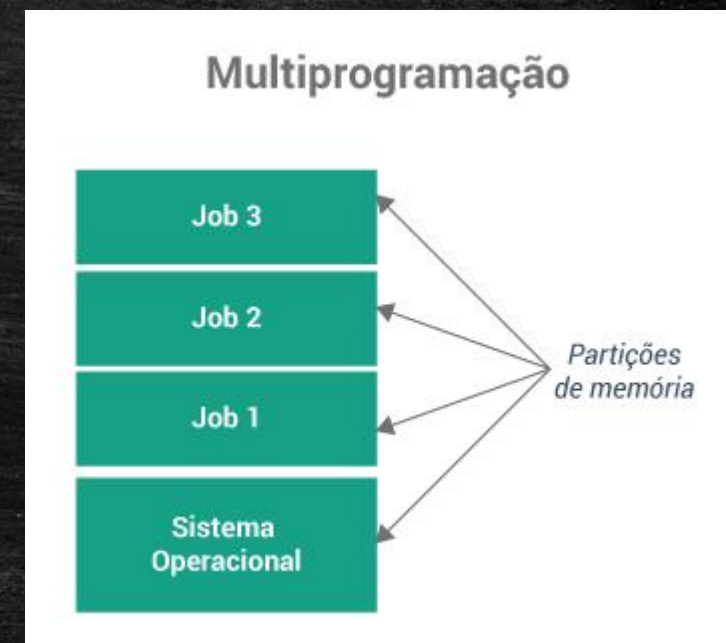 Multiprogramação
Job 3
Job 2
Job 1
Sistema
Operacional
Partições
de memória